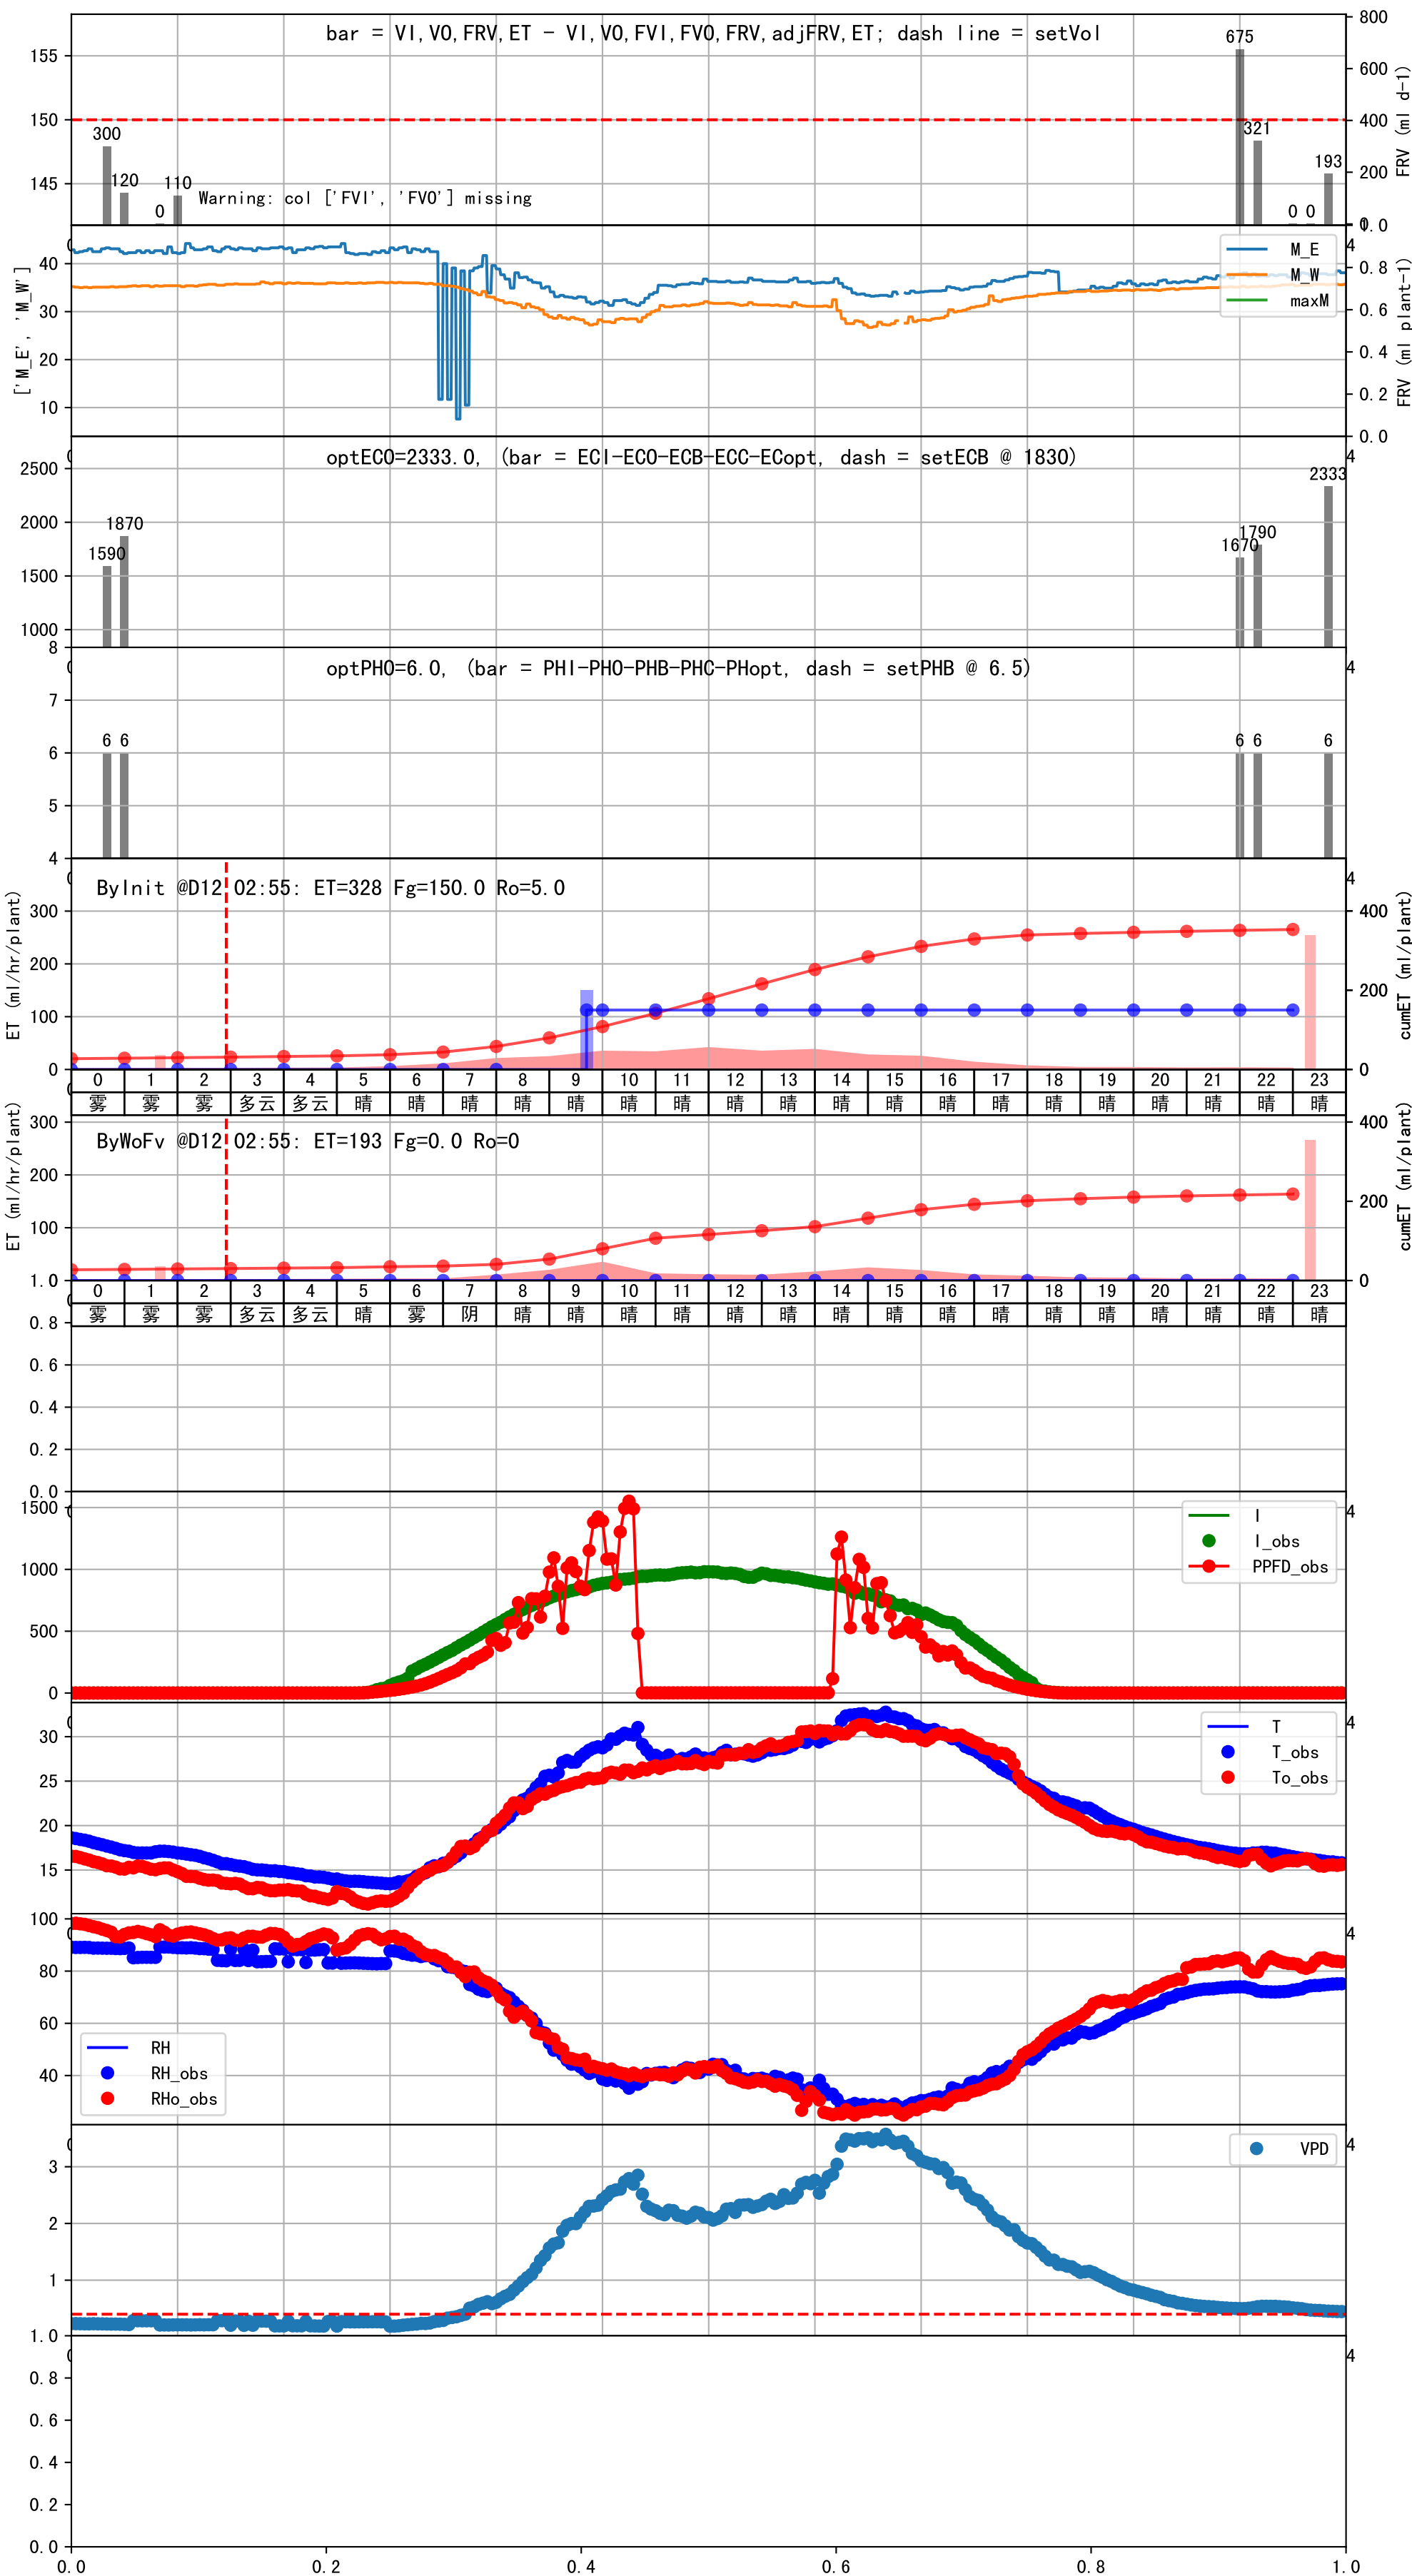 bar = VI,VO,FRV,ET - VI,VO,FVI,FVO,FRV,adjFRV,ET; dash line = setVol
155
150
145
300
120
0
110
Warning: col ['FVI', 'FVO'] missing
675
321
0 0
193
800
600
400
200
0.0
FRV (ml d-1)
['M_E', 'M_W']
40
30
20
10
M_E
M_W
maxM
4
0.8
0.6
0.4
0.2
0.0
FRV (ml plant-1)
optECO=2333.0, (bar = ECI-ECO-ECB-ECC-ECopt, dash = setECB @ 1830)
2500
2000
1500
1000
1590
1870
1670
1790
2333
4
optPHO=6.0, (bar = PHI-PHO-PHB-PHC-PHopt, dash = setPHB @ 6.5)
8
7
6
5
4
6 6
6 6
6
4
ByInit @D12 02:55: ET=328 Fg=150.0 Ro=5.0
ET (ml/hr/plant)
300
200
100
0
4
400
200
0
cumET (ml/plant)
0 1 2 3 4 5 6 7 8 9 10 11 12 13 14 15 16 17 18 19 20 21 22 23
雾 雾 雾 多云 多云 晴 晴 晴 晴 晴 晴 晴 晴 晴 晴 晴 晴 晴 晴 晴 晴 晴 晴 晴
ByWoFv @D12 02:55: ET=193 Fg=0.0 Ro=0
ET (ml/hr/plant)
300
200
100
400
200
0
cumET (ml/plant)
0 1 2 3 4 5 6 7 8 9 10 11 12 13 14 15 16 17 18 19 20 21 22 23
雾 雾 雾 多云 多云 晴 雾 阴 晴 晴 晴 晴 晴 晴 晴 晴 晴 晴 晴 晴 晴 晴 晴 晴
1.0
0.8
0.6
0.4
0.2
0.0
1500
1000
500
0
4
I
I_obs
PPFD_obs
30
25
20
15
4
T
T_obs
To_obs
100
80
60
40
4
RH
RH_obs
RHo_obs
3
2
1
4
VPD
1.0
0.8
0.6
0.4
0.2
0.0
4
0.0 0.2 0.4 0.6 0.8 1.0